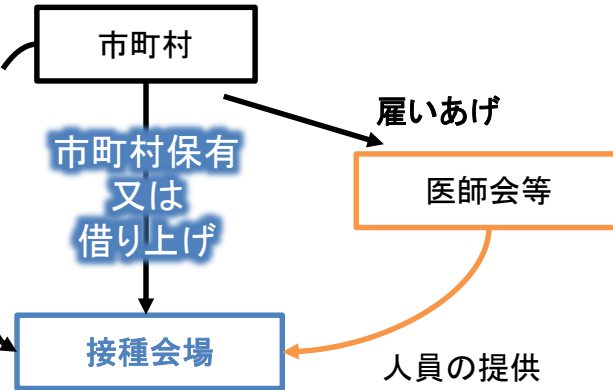 市町村
雇いあげ
市町村保有
又は
借り上げ
医師会等
接種会場
人員の提供